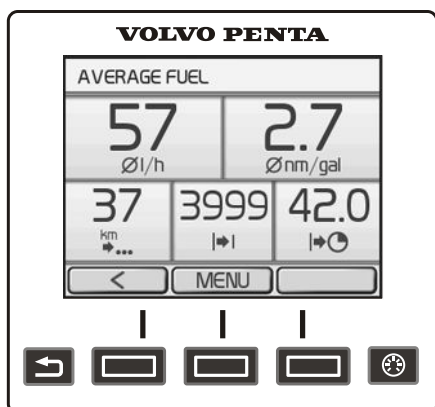 VOLVO PENTA
AVERAGE FUEL
57 2.7
Øl/h Ønm/gal
37 3999 42.0
km
... |➡| |➡
< MENU